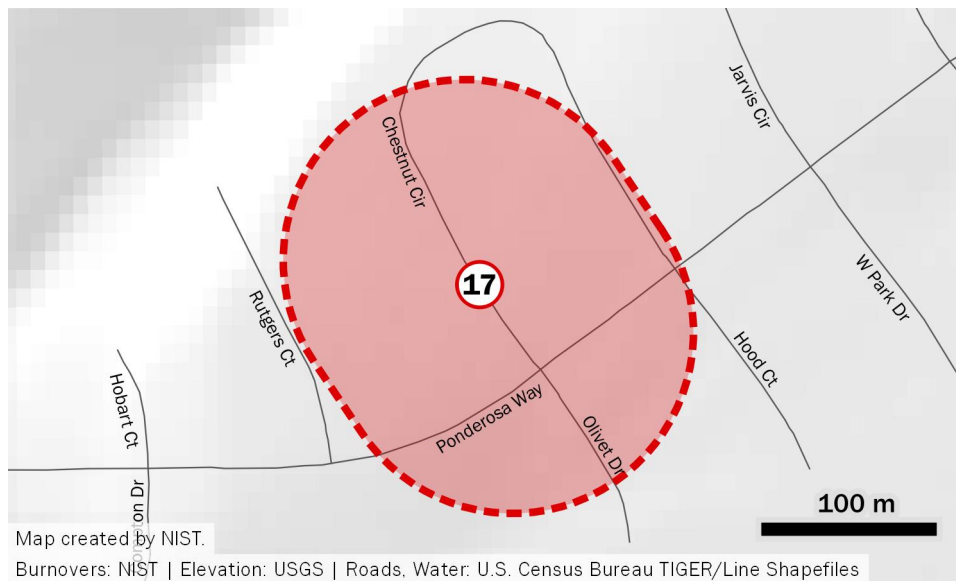 Jarvis Cir
Chestnut Cir
W Park Dr
17
Rutgers Ct
Hood Ct
Hobart Ct
Ponderosa Way
Olivet Dr
100 m
Dr
Map created by NIST.
Burnovers: NIST | Elevation: USGS | Roads, Water: U.S. Census Bureau TIGER/Line Shapefiles